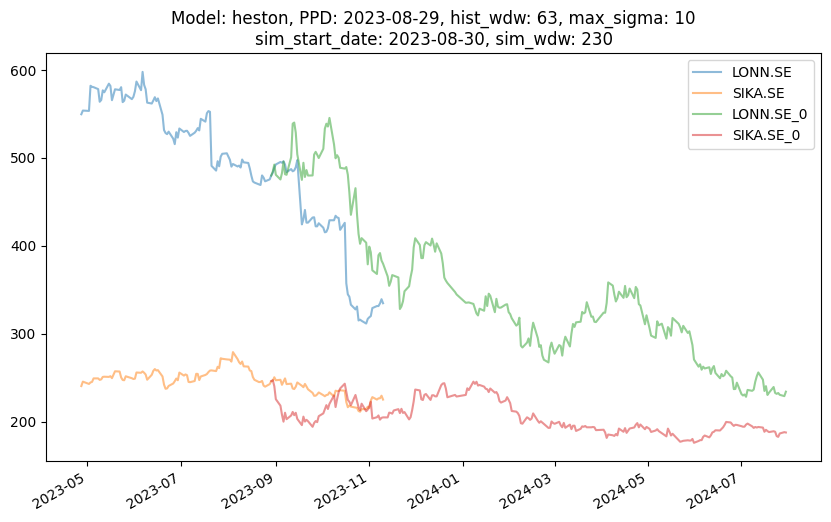 Model: heston, PPD: 2023-08-29, hist_wdw: 63, max_sigma: 10
sim_start_date: 2023-08-30, sim_wdw: 230
LONN.SE
SIKA.SE
LONN.SE_0
SIKA.SE_0
600
500
400
300
200
2023-05
2023-07
2023-09
2023-11
2024-01
2024-03
2024-05
2024-07